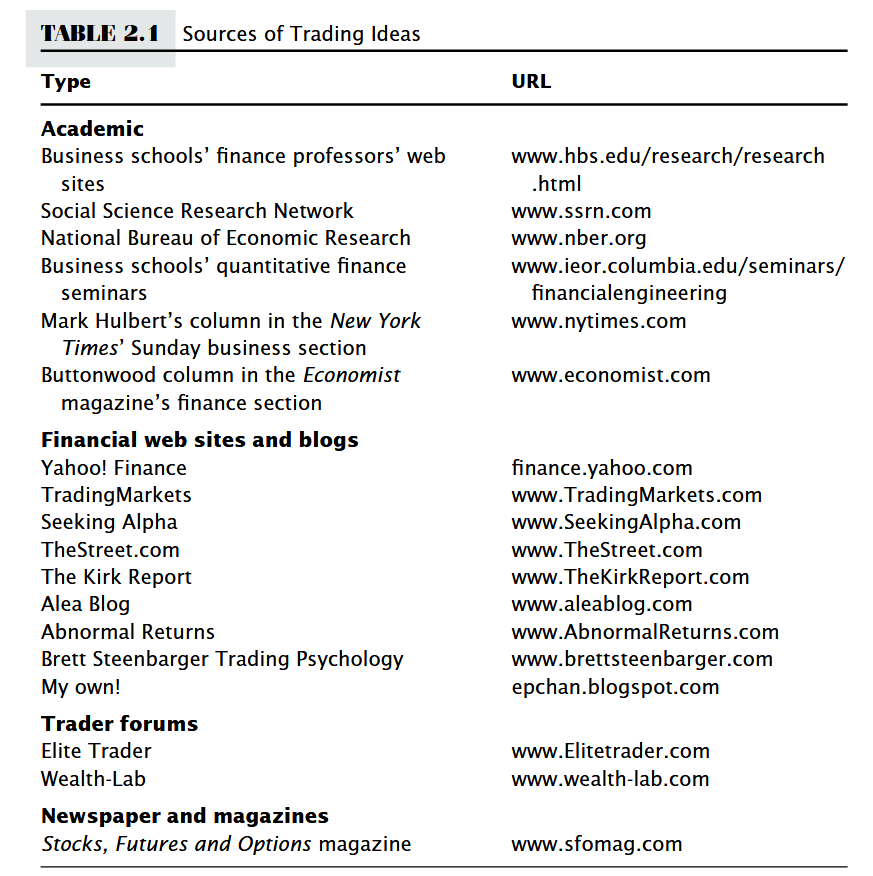 TABLE 2.1 Sources of Trading Ideas
Type URL
Academic
Business schools’ finance professors’ web www.hbs.edu/research/research
sites .html
Social Science Research Network www.ssrn.com
National Bureau of Economic Research www.nber.org
Business schools’ quantitative finance www.ieor.columbia.edu/seminars/
seminars financialengineering
Mark Hulbert’s column in the New York www.nytimes.com
Times’ Sunday business section
Buttonwood column in the Economist www.economist.com
magazine’s finance section
Financial web sites and blogs
Yahoo! Finance finance.yahoo.com
TradingMarkets www.TradingMarkets.com
Seeking Alpha www.SeekingAlpha.com
TheStreet.com www.TheStreet.com
The Kirk Report www.TheKirkReport.com
Alea Blog www.aleablog.com
Abnormal Returns www.AbnormalReturns.com
Brett Steenbarger Trading Psychology www.brettsteenbarger.com
My own! epchan.blogspot.com
Trader forums
Elite Trader www.Elitetrader.com
Wealth-Lab www.wealth-lab.com
Newspaper and magazines
Stocks, Futures and Options magazine www.sfomag.com